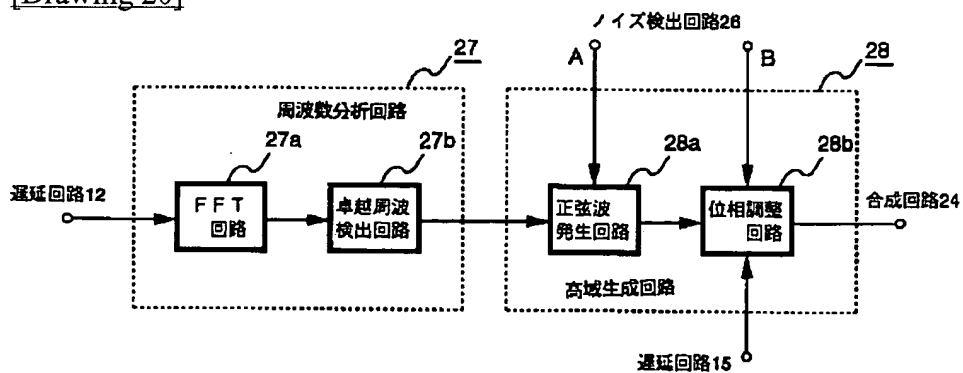 [Drawing 20]
ノイズ検出回路26
A
B
27
28
周波数分析回路
27a
27b
28a
28b
遅延回路12
FFT
回路
卓越周波
検出回路
正弦波
発生回路
位相調整
回路
合成回路24
高域生成回路
遅延回路15